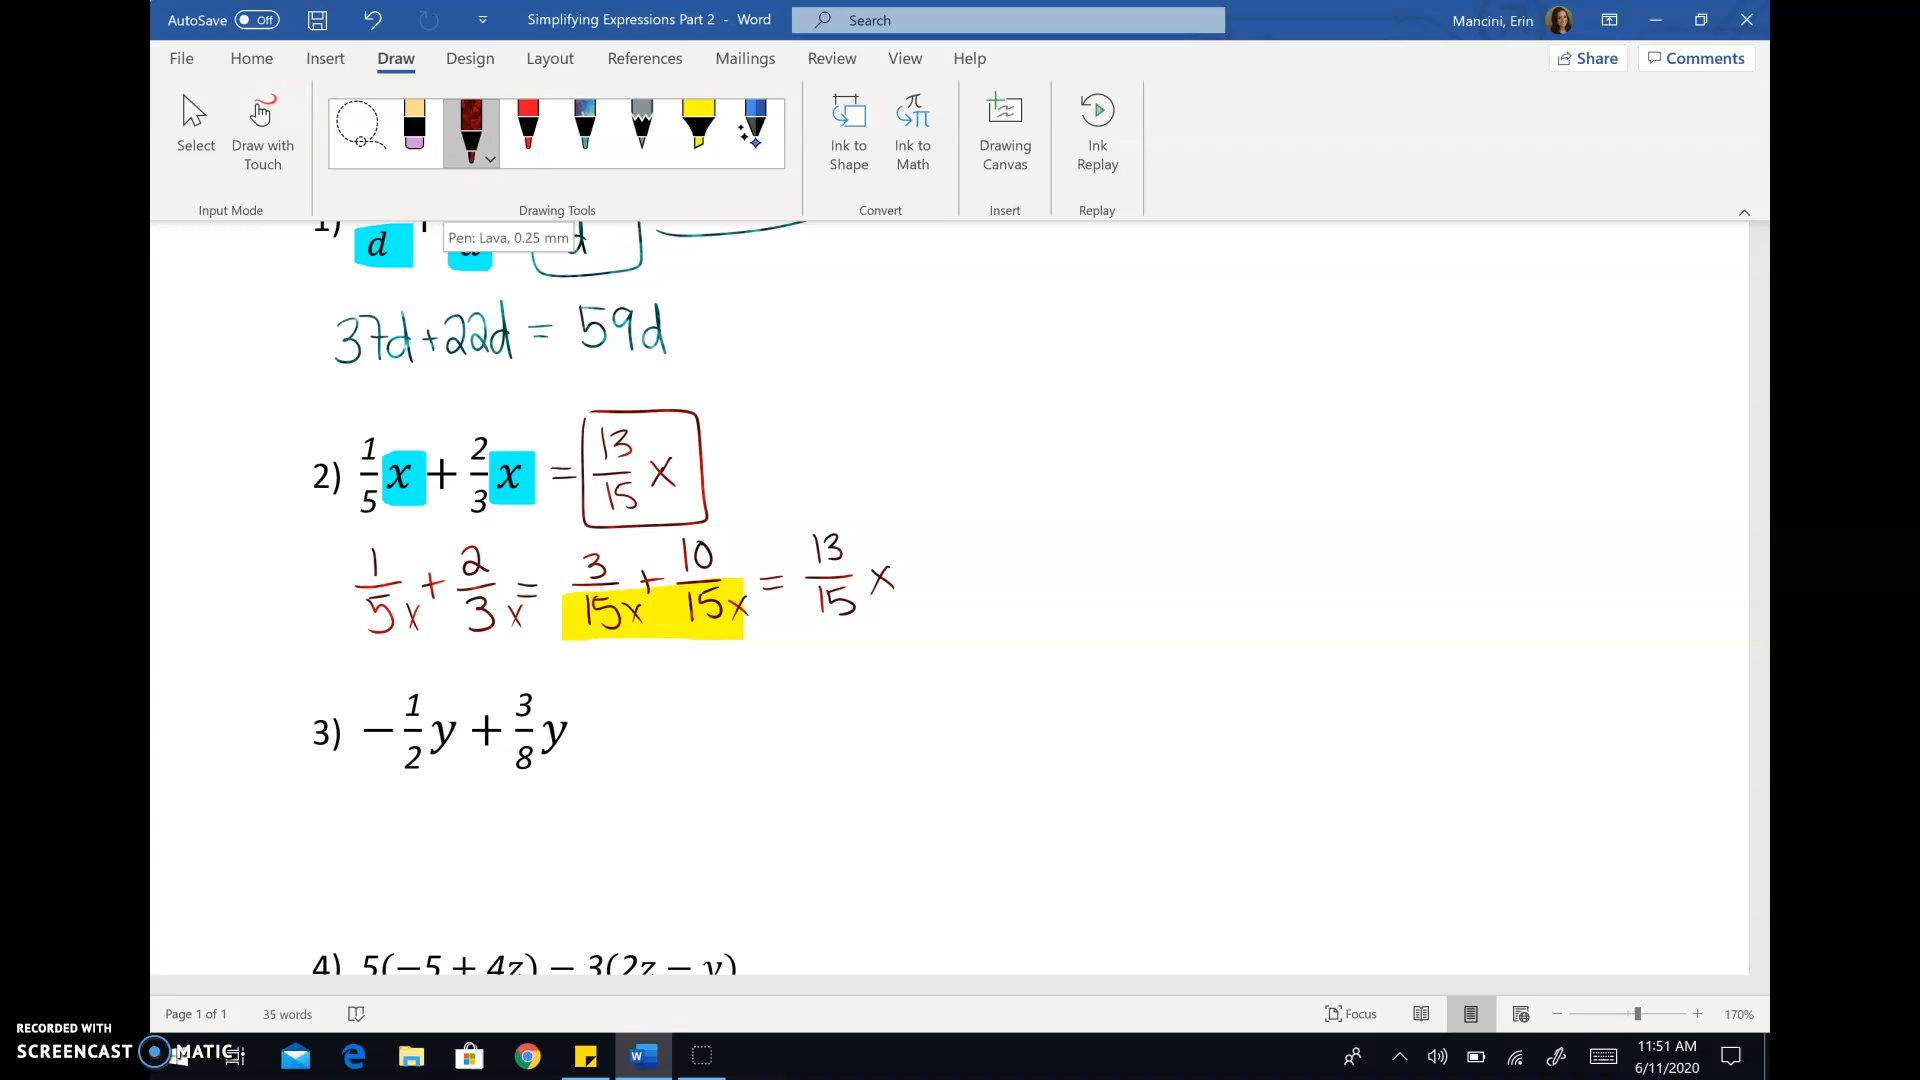 AutoSave Off Simplifying Expressions Part 2 - Word Search Mancini, Erin
File Home Insert Draw Design Layout References Mailings Review View Help Share Comments
Select Draw with Touch Ink to Shape Ink to Math Drawing Canvas Ink Replay
Input Mode Drawing Tools Convert Insert Replay
Pen: Lava, 0.25 mm
1) d + d d
37d+22d = 59d
2) 1/5 x + 2/3 x = 13/15 x
1/5x + 2/3x = 3/15x + 10/15x = 13/15 x
3) −1/2 y + 3/8 y
4) 5(−5 + 4z) − 3(2z − y)
Page 1 of 1 35 words Focus 170%
RECORDED WITH
SCREENCAST MATIC
11:51 AM
6/11/2020